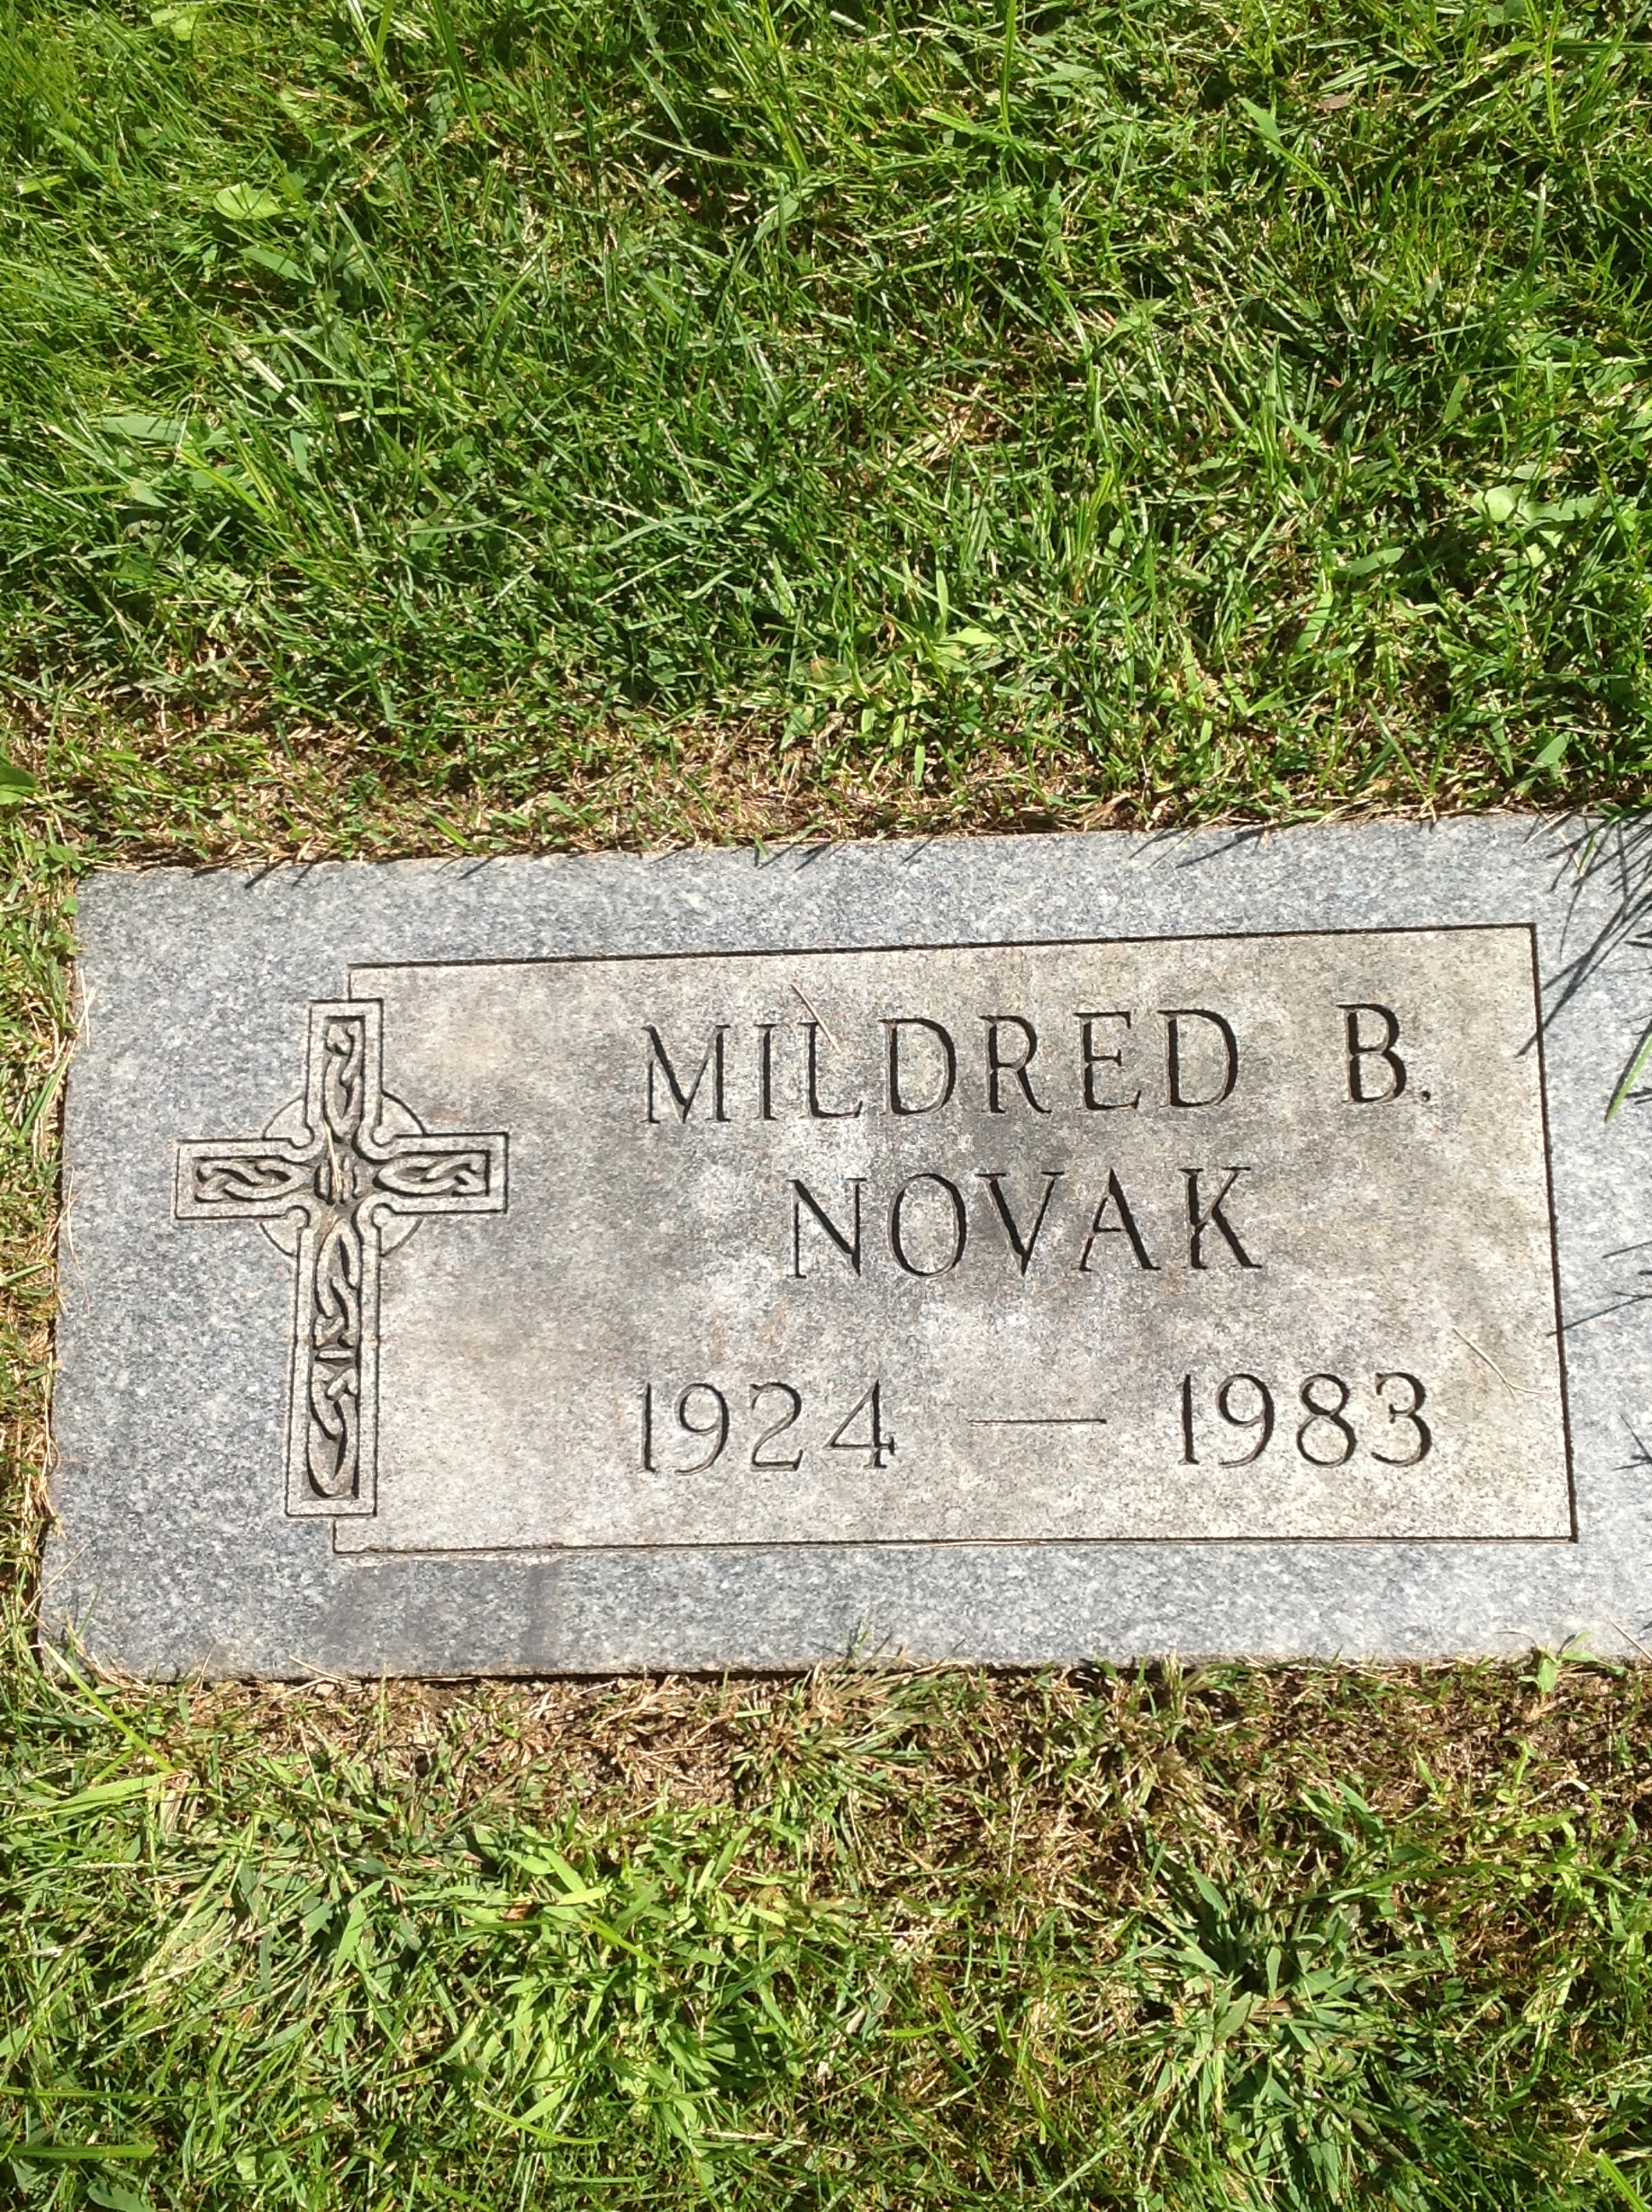 MILDRED B.
NOVAK
1924 — 1983